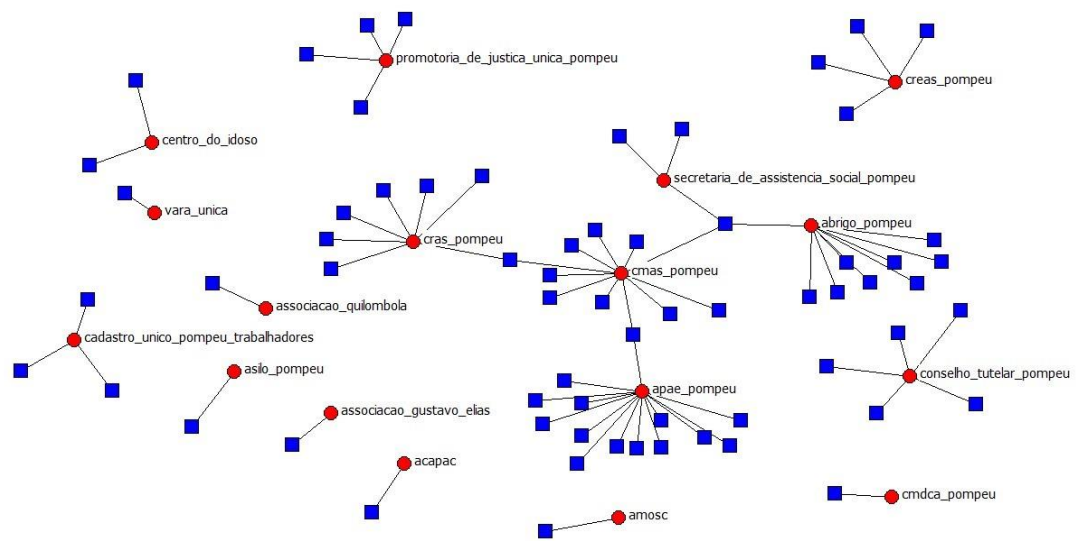 promotoria_de_justica_unica_pompeu
creas_pompeu
centro_do_idoso
secretaria_de_assistencia_social_pompeu
vara_unica
abrigo_pompeu
cras_pompeu
cmas_pompeu
associacao_quilombola
cadastro_unico_pompeu_trabalhadores
asilo_pompeu
conselho_tutelar_pompeu
apae_pompeu
associacao_gustavo_elias
acapac
cmdca_pompeu
amosc